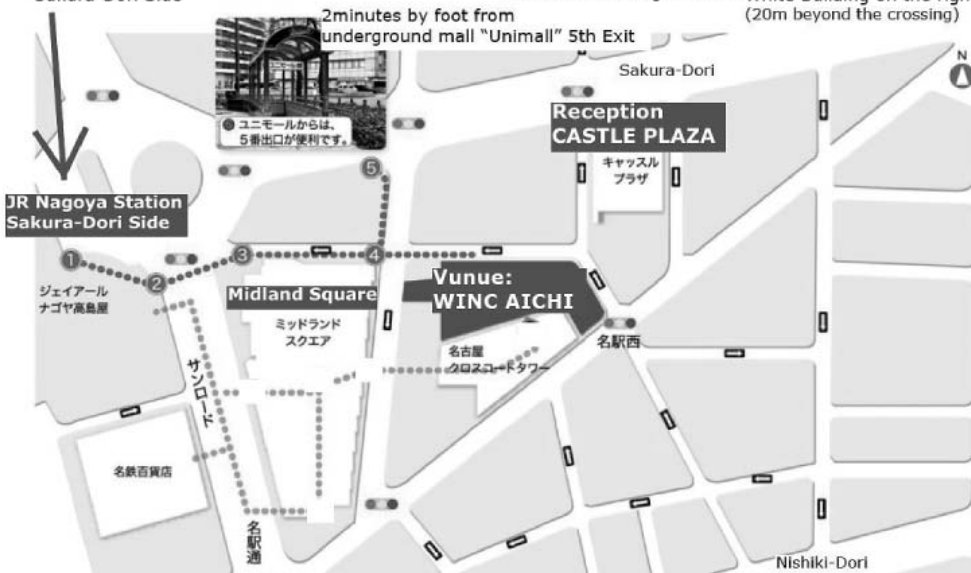 2minutes by foot from
underground mall “Unimall” 5th Exit
(20m beyond the crossing)
N
Sakura-Dori
❺ ユニモールからは、
5番出口が便利です。
Reception
CASTLE PLAZA
キャッスル
プラザ
5
JR Nagoya Station
Sakura-Dori Side
1
2
3
4
ジェイアール
ナゴヤ高島屋
Midland Square
ミッドランド
スクエア
Vunue:
WINC AICHI
名古屋
クロスコートタワー
名駅西
サンロード
名鉄百貨店
名駅通
Nishiki-Dori